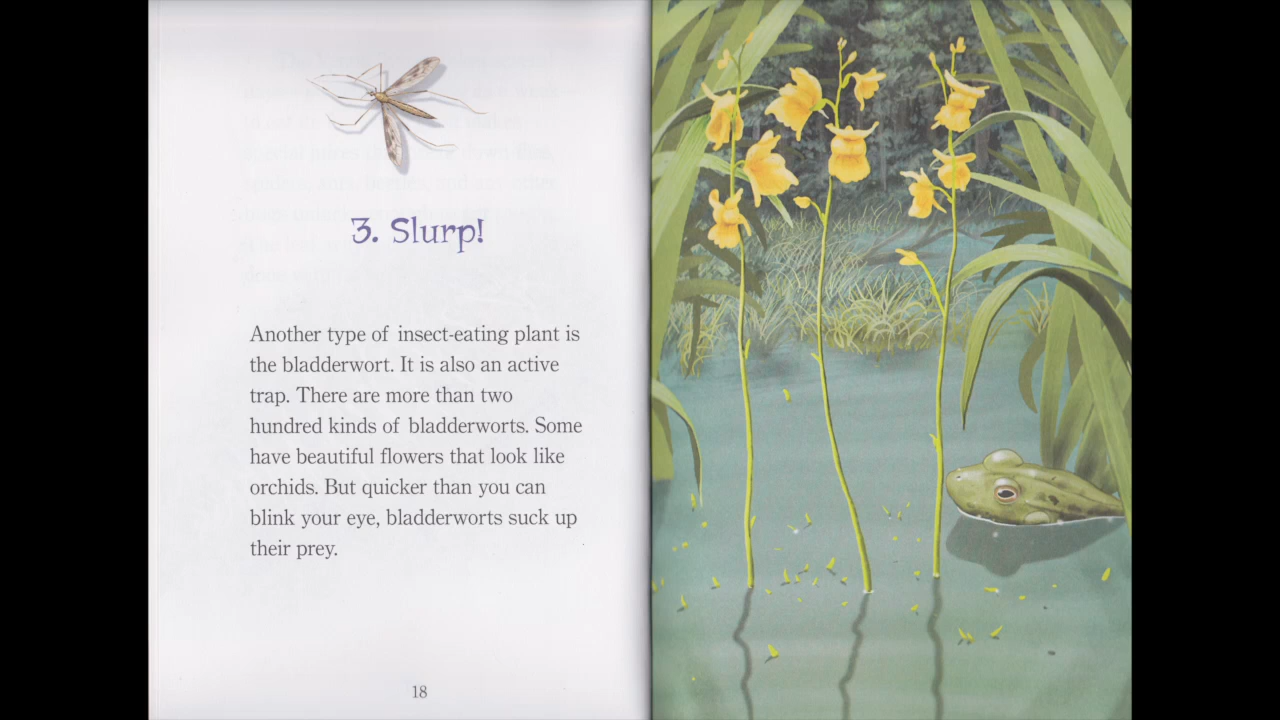 3. Slurp!
Another type of insect-eating plant is
the bladderwort. It is also an active
trap. There are more than two
hundred kinds of bladderworts. Some
have beautiful flowers that look like
orchids. But quicker than you can
blink your eye, bladderworts suck up
their prey.
18